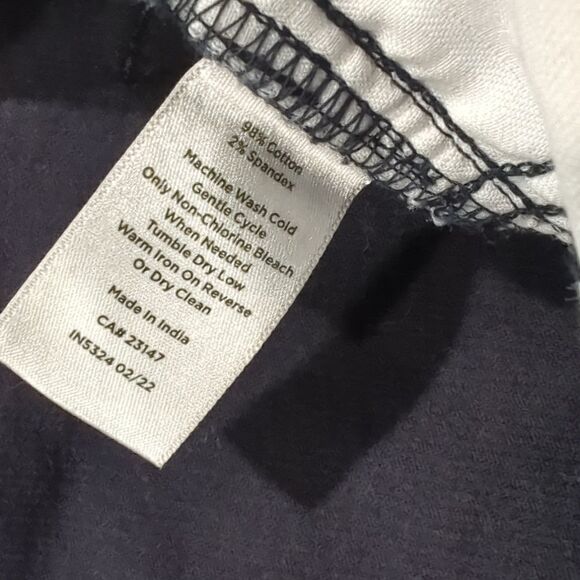 98% Cotton
2% Spandex
Machine Wash Cold
Gentle Cycle
Only Non-Chlorine Bleach
When Needed
Tumble Dry Low
Warm Iron On Reverse
Or Dry Clean
Made In India
CA# 23147
IN5324 02/22